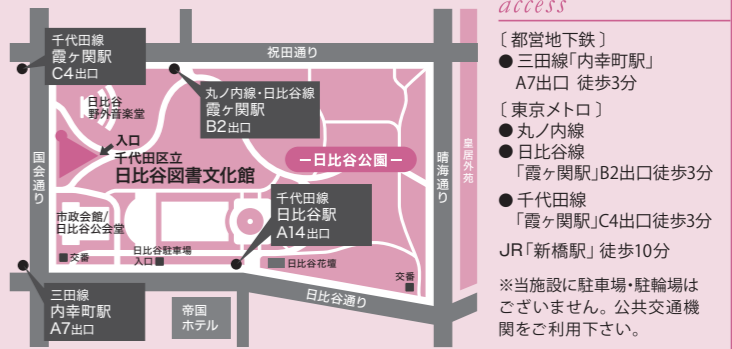 千代田線
霞ヶ関駅
C4出口
祝田通り
丸ノ内線・日比谷線
霞ヶ関駅
B2出口
日比谷
野外音楽堂
入口
千代田区立
日比谷図書文化館
日比谷公園
国会通り
晴海通り
皇居外苑
千代田線
日比谷駅
A14出口
市政会館/
日比谷公会堂
交番
日比谷駐車場
入口
日比谷花壇
交番
日比谷通り
三田線
内幸町駅
A7出口
帝国
ホテル
access
〔都営地下鉄〕
●三田線「内幸町駅」
A7出口 徒歩3分
〔東京メトロ〕
●丸ノ内線
●日比谷線
「霞ヶ関駅」B2出口徒歩3分
●千代田線
「霞ヶ関駅」C4出口徒歩3分
JR「新橋駅」徒歩10分
※当施設に駐車場・駐輪場は
ございません。公共交通機
関をご利用下さい。